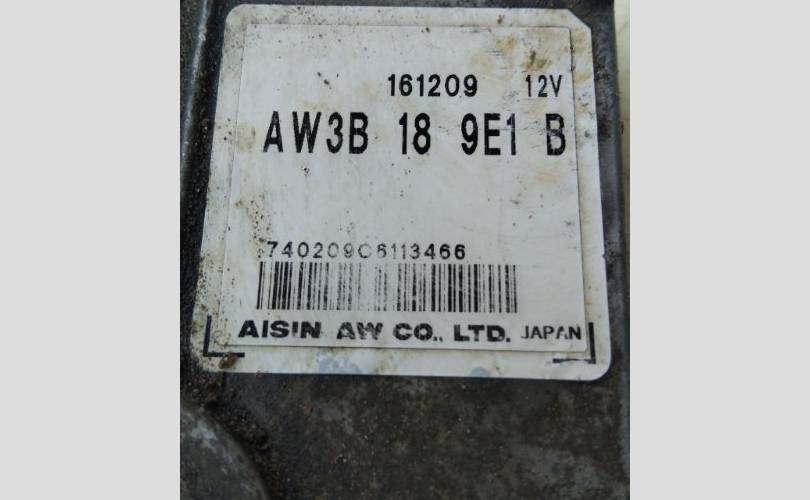 161209 12V
AW3B 18 9E1 B
740209C6113466
AISIN AW CO., LTD. JAPAN